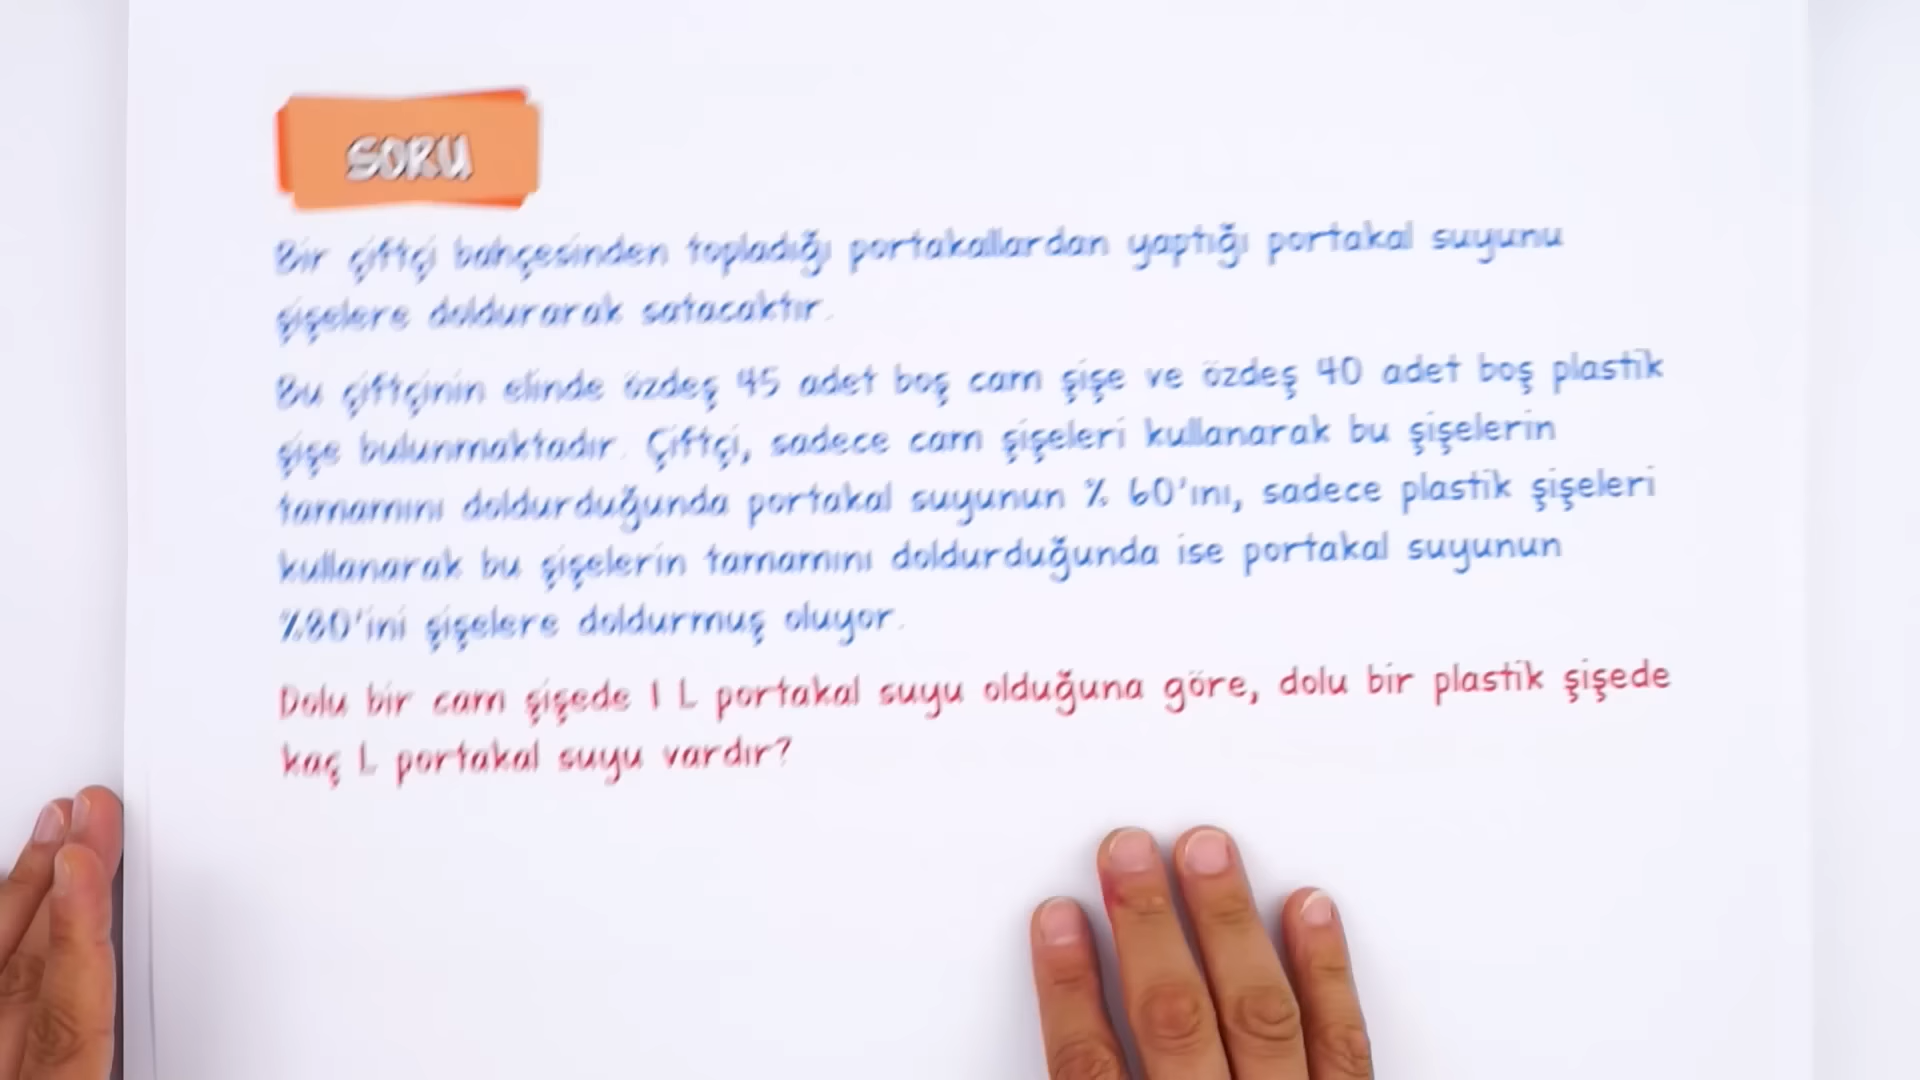 SORU
Bir çiftçi bahçesinden topladığı portakallardan yaptığı portakal suyunu
şişelere doldurarak satacaktır.
Bu çiftçinin elinde özdeş 45 adet boş cam şişe ve özdeş 40 adet boş plastik
şişe bulunmaktadır. Çiftçi, sadece cam şişeleri kullanarak bu şişelerin
tamamını doldurduğunda portakal suyunun % 60'ını, sadece plastik şişeleri
kullanarak bu şişelerin tamamını doldurduğunda ise portakal suyunun
%80'ini şişelere doldurmuş oluyor.
Dolu bir cam şişede 1 L portakal suyu olduğuna göre, dolu bir plastik şişede
kaç L portakal suyu vardır?